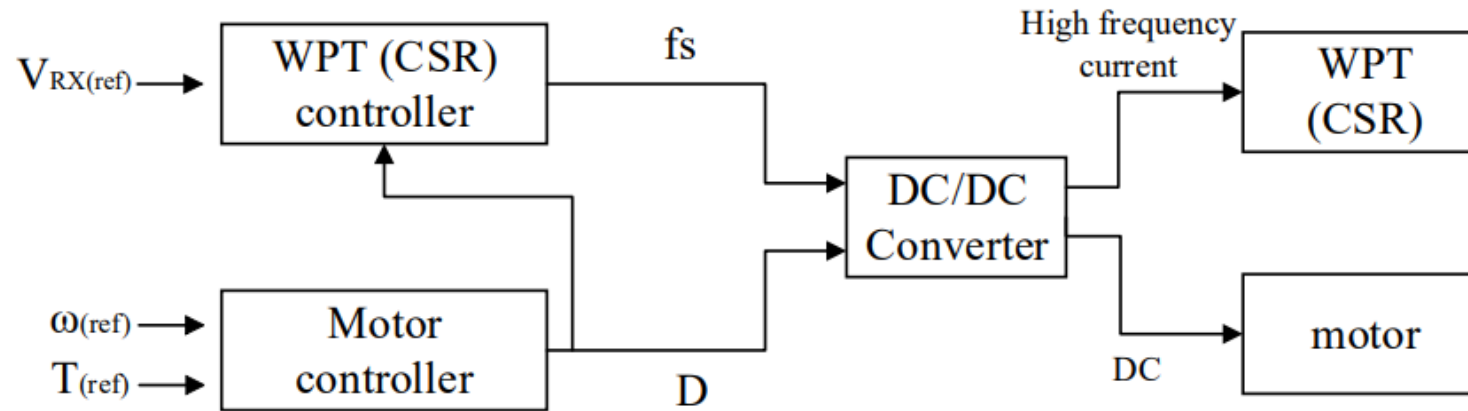 VRX(ref)
WPT (CSR)
controller
fs
High frequency
current
WPT
(CSR)
DC/DC
Converter
ω(ref)
T(ref)
Motor
controller
D
DC
motor